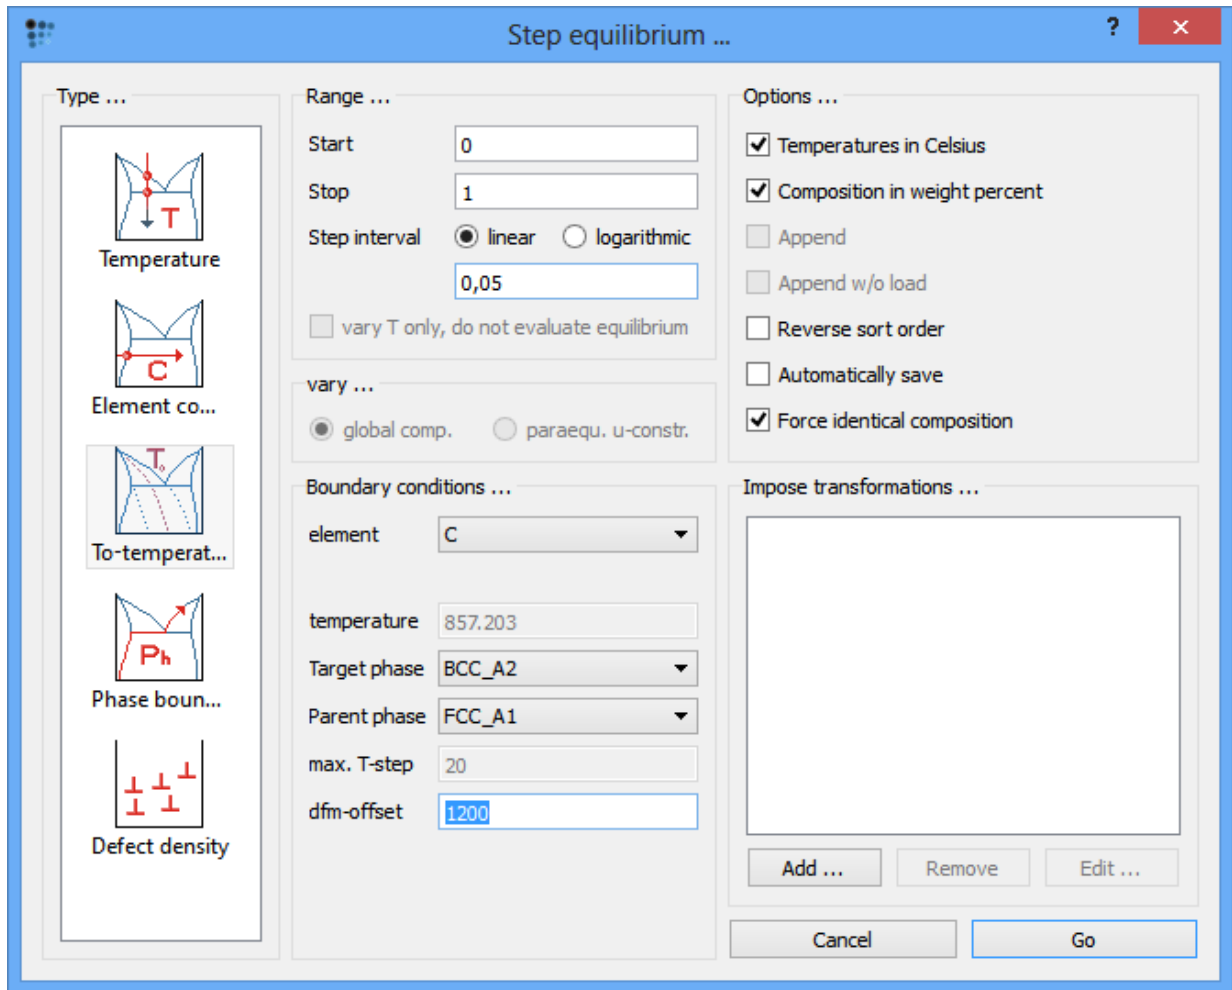 Step equilibrium ...
?
Type ...
T
Temperature
C
Element co...
To
To-temperat...
Ph
Phase boun...
Defect density
Range ...
Start
0
Stop
1
Step interval
linear
logarithmic
0,05
vary T only, do not evaluate equilibrium
vary ...
global comp.
paraequ. u-constr.
Boundary conditions ...
element
C
temperature
857.203
Target phase
BCC_A2
Parent phase
FCC_A1
max. T-step
20
dfm-offset
1200
Options ...
Temperatures in Celsius
Composition in weight percent
Append
Append w/o load
Reverse sort order
Automatically save
Force identical composition
Impose transformations ...
Add ...
Remove
Edit ...
Cancel
Go